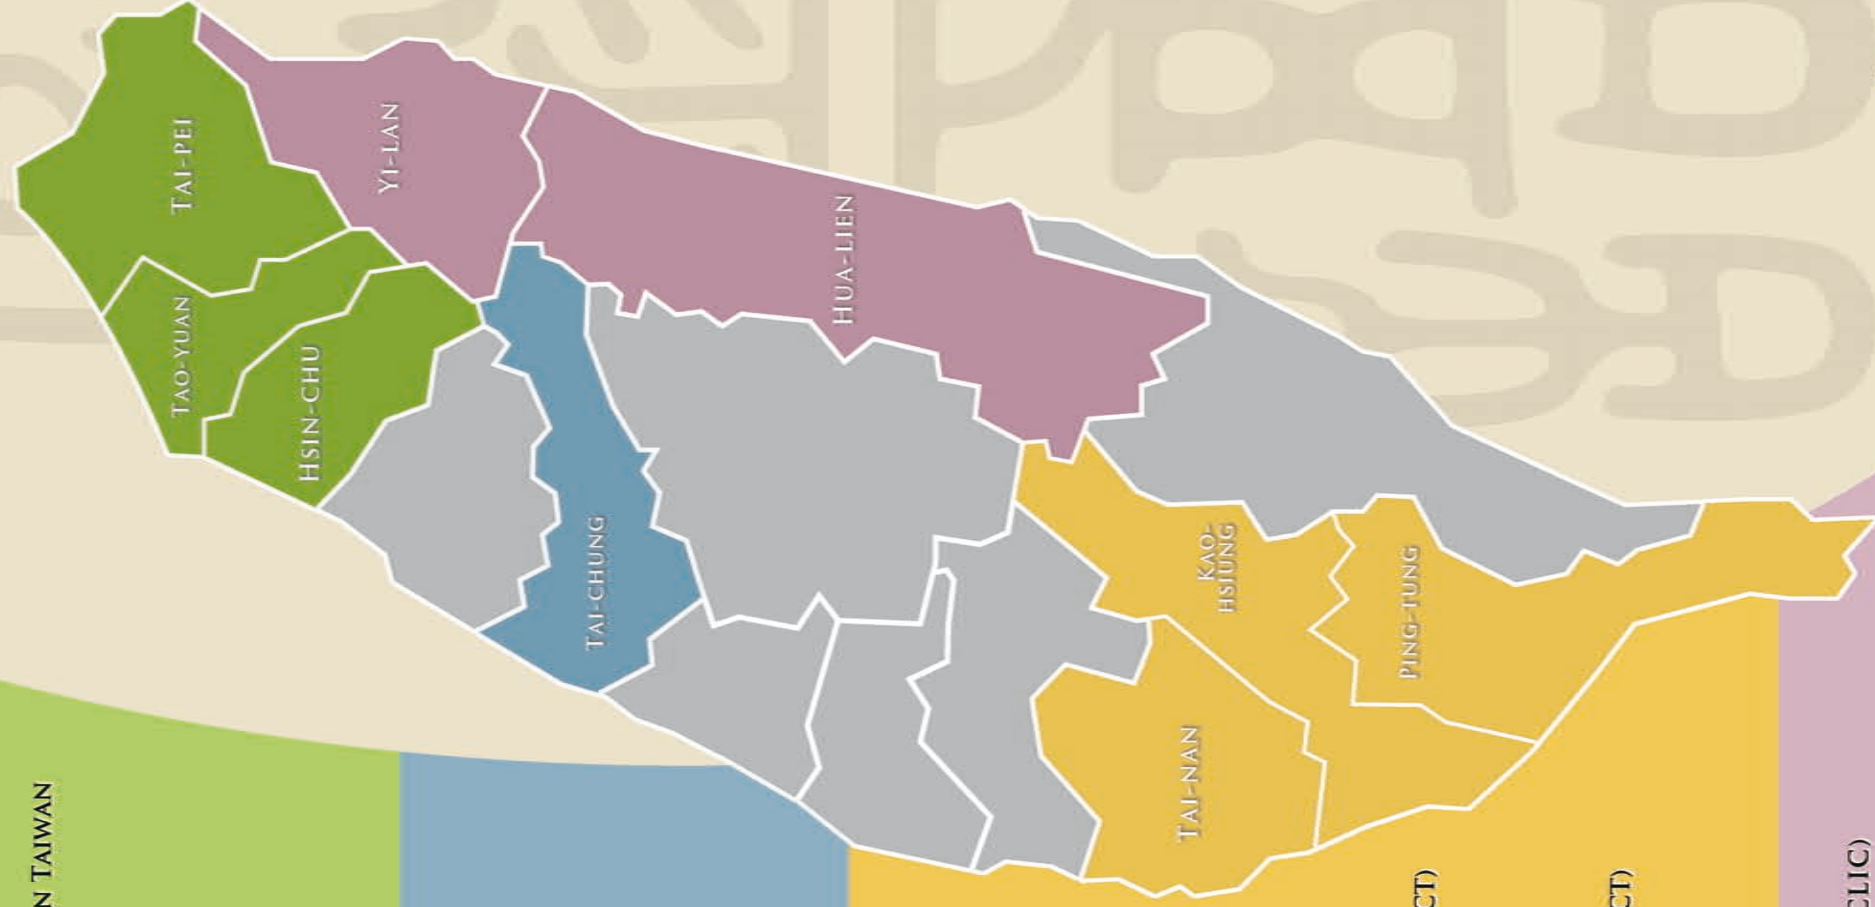 TAI-PEI
YI-LAN
TAO-YUAN
HSIN-CHU
HUA-LIEN
TAI-CHUNG
KAO-
HSIUNG
PING-TUNG
TAI-NAN
N TAIWAN
CT)
CT)
CLIC)